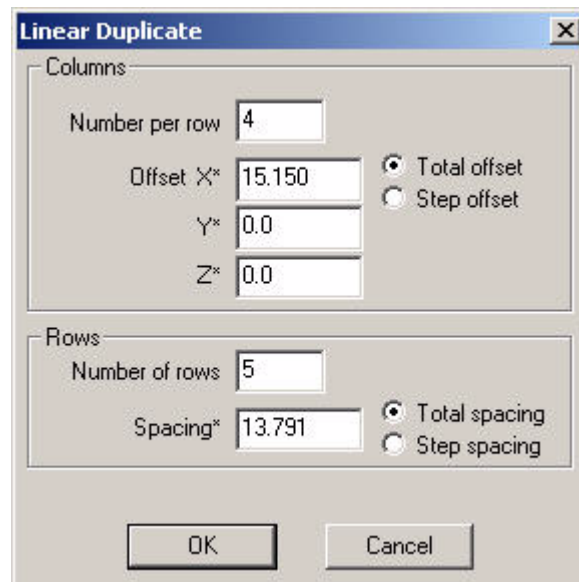 Linear Duplicate
Columns
Number per row 4
Offset X* 15.150 Total offset
Step offset
Y* 0.0
Z* 0.0
Rows
Number of rows 5
Spacing* 13.791 Total spacing
Step spacing
OK Cancel